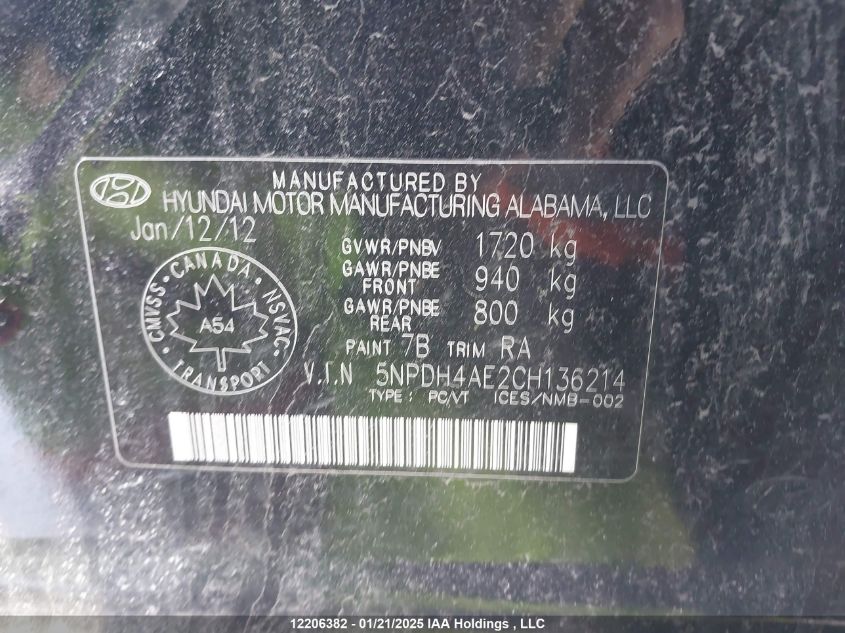 MANUFACTURED BY
HYUNDAI MOTOR MANUFACTURING ALABAMA, LLC
Jan/12/12
GVWR/PNBV 1720 kg
GAWR/PNBE FRONT 940 kg
GAWR/PNBE REAR 800 kg
CANADA
CMVSS NSVAC
A54
TRANSPORT
PAINT 7B TRIM RA
V.I.N 5NPDH4AE2CH136214
TYPE: PC/VT ICES/NMB-002
12206382 - 01/21/2025 IAA Holdings , LLC